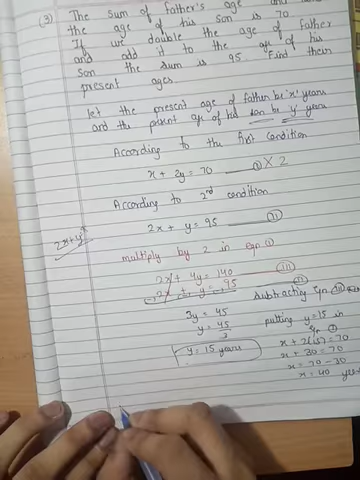 (3) The sum of father's age and
the age of his son is 70
If we double the age of father
and add it to the age of his
son the sum is 95. Find their
present ages.
let the present age of father be 'x' years
and the present age of his son be 'y' years
According to the first condition
x + 2y = 70 —— Ⓘ × 2
According to 2nd condition
2x + y = 95 —— II
2x+y
multiply by 2 in eqn Ⓘ
2x + 4y = 140 —— III
-2x + y = 95 II
subtracting Eqn III
3y = 45
y = 45/3
y = 15 years
putting y=15 in
Eqn Ⓘ
x + 2(15) = 70
x + 30 = 70
x = 70 - 30
x = 40 years